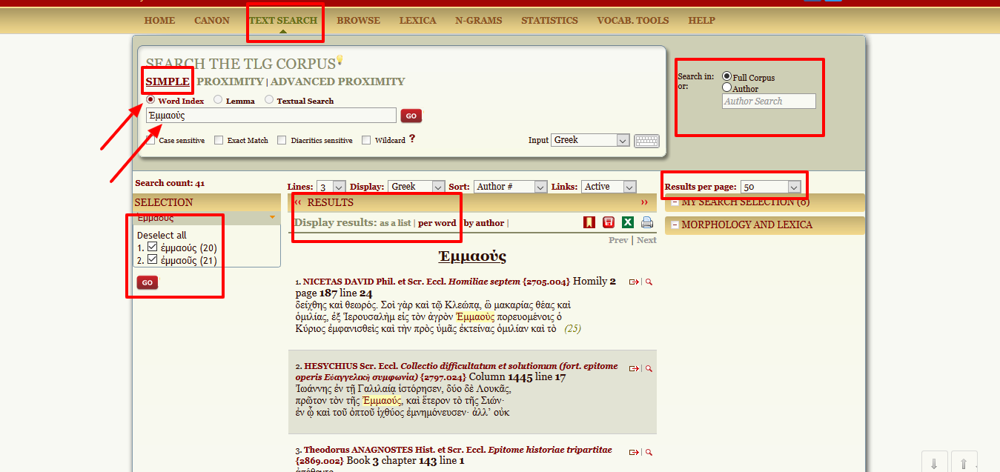 HOME CANON TEXT SEARCH BROWSE LEXICA N-GRAMS STATISTICS VOCAB. TOOLS HELP
SEARCH THE TLG CORPUS
SIMPLE PROXIMITY | ADVANCED PROXIMITY
Word Index Lemma Textual Search
Ἐμμαούς GO
Case sensitive Exact Match Diacritics sensitive Wildcard ? Input Greek
Search in: Full Corpus
or: Author
Author Search
Search count: 41
Lines: 3 Display: Greek Sort: Author # Links: Active
Results per page: 50
SELECTION
Ἐμμαούς
Deselect all
1. ἐμμαούς (20)
2. ἐμμαοῦς (21)
GO
‹‹ RESULTS ››
Display results: as a list | per word | by author |
Prev | Next
Ἐμμαούς
1. NICETAS DAVID Phil. et Scr. Eccl. Homiliae septem {2705.004} Homily 2
page 187 line 24
δείχθης καὶ θεωρός. Σοὶ γὰρ καὶ τῷ Κλεώπᾳ, ὢ μακαρίας θέας καὶ
ὁμιλίας, ἐξ Ἱερουσαλὴμ εἰς τὸν ἀγρὸν Ἐμμαοὺς πορευομένοις ὁ
Κύριος ἐμφανισθεὶς καὶ τὴν πρὸς ὑμᾶς ἐκτείνας ὁμιλίαν καὶ τὸ (25)
2. HESYCHIUS Scr. Eccl. Collectio difficultatum et solutionum (fort. epitome
operis Εὐαγγελικὴ συμφωνία) {2797.024} Column 1445 line 17
Ἰωάννης ἐν τῇ Γαλιλαίᾳ ἱστόρησεν, δύο δὲ Λουκᾶς,
πρῶτον τὸν τῆς Ἐμμαούς, καὶ ἕτερον τὸ τῆς Σιών·
ἐν ᾧ καὶ τοῦ ὀπτοῦ ἰχθύος ἐμνημόνευσεν· ἀλλ’ οὐκ
3. Theodorus ANAGNOSTES Hist. et Scr. Eccl. Epitome historiae tripartitae
{2869.002} Book 3 chapter 143 line 1
MY SEARCH SELECTION (0)
MORPHOLOGY AND LEXICA